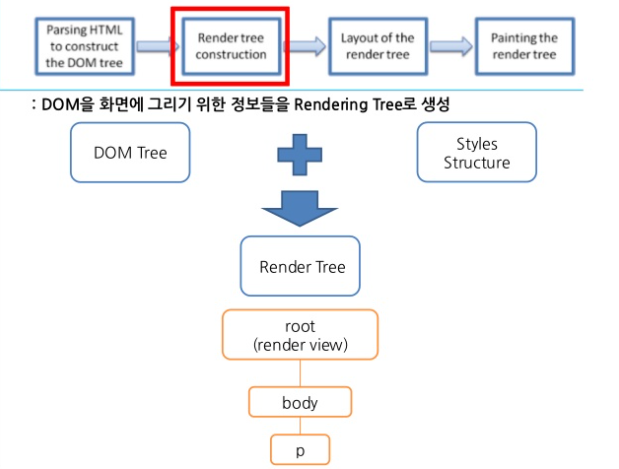 Parsing HTML
to construct
the DOM tree
Render tree
construction
Layout of the
render tree
Painting the
render tree
: DOM을 화면에 그리기 위한 정보들을 Rendering Tree로 생성
DOM Tree
Styles
Structure
Render Tree
root
(render view)
body
p